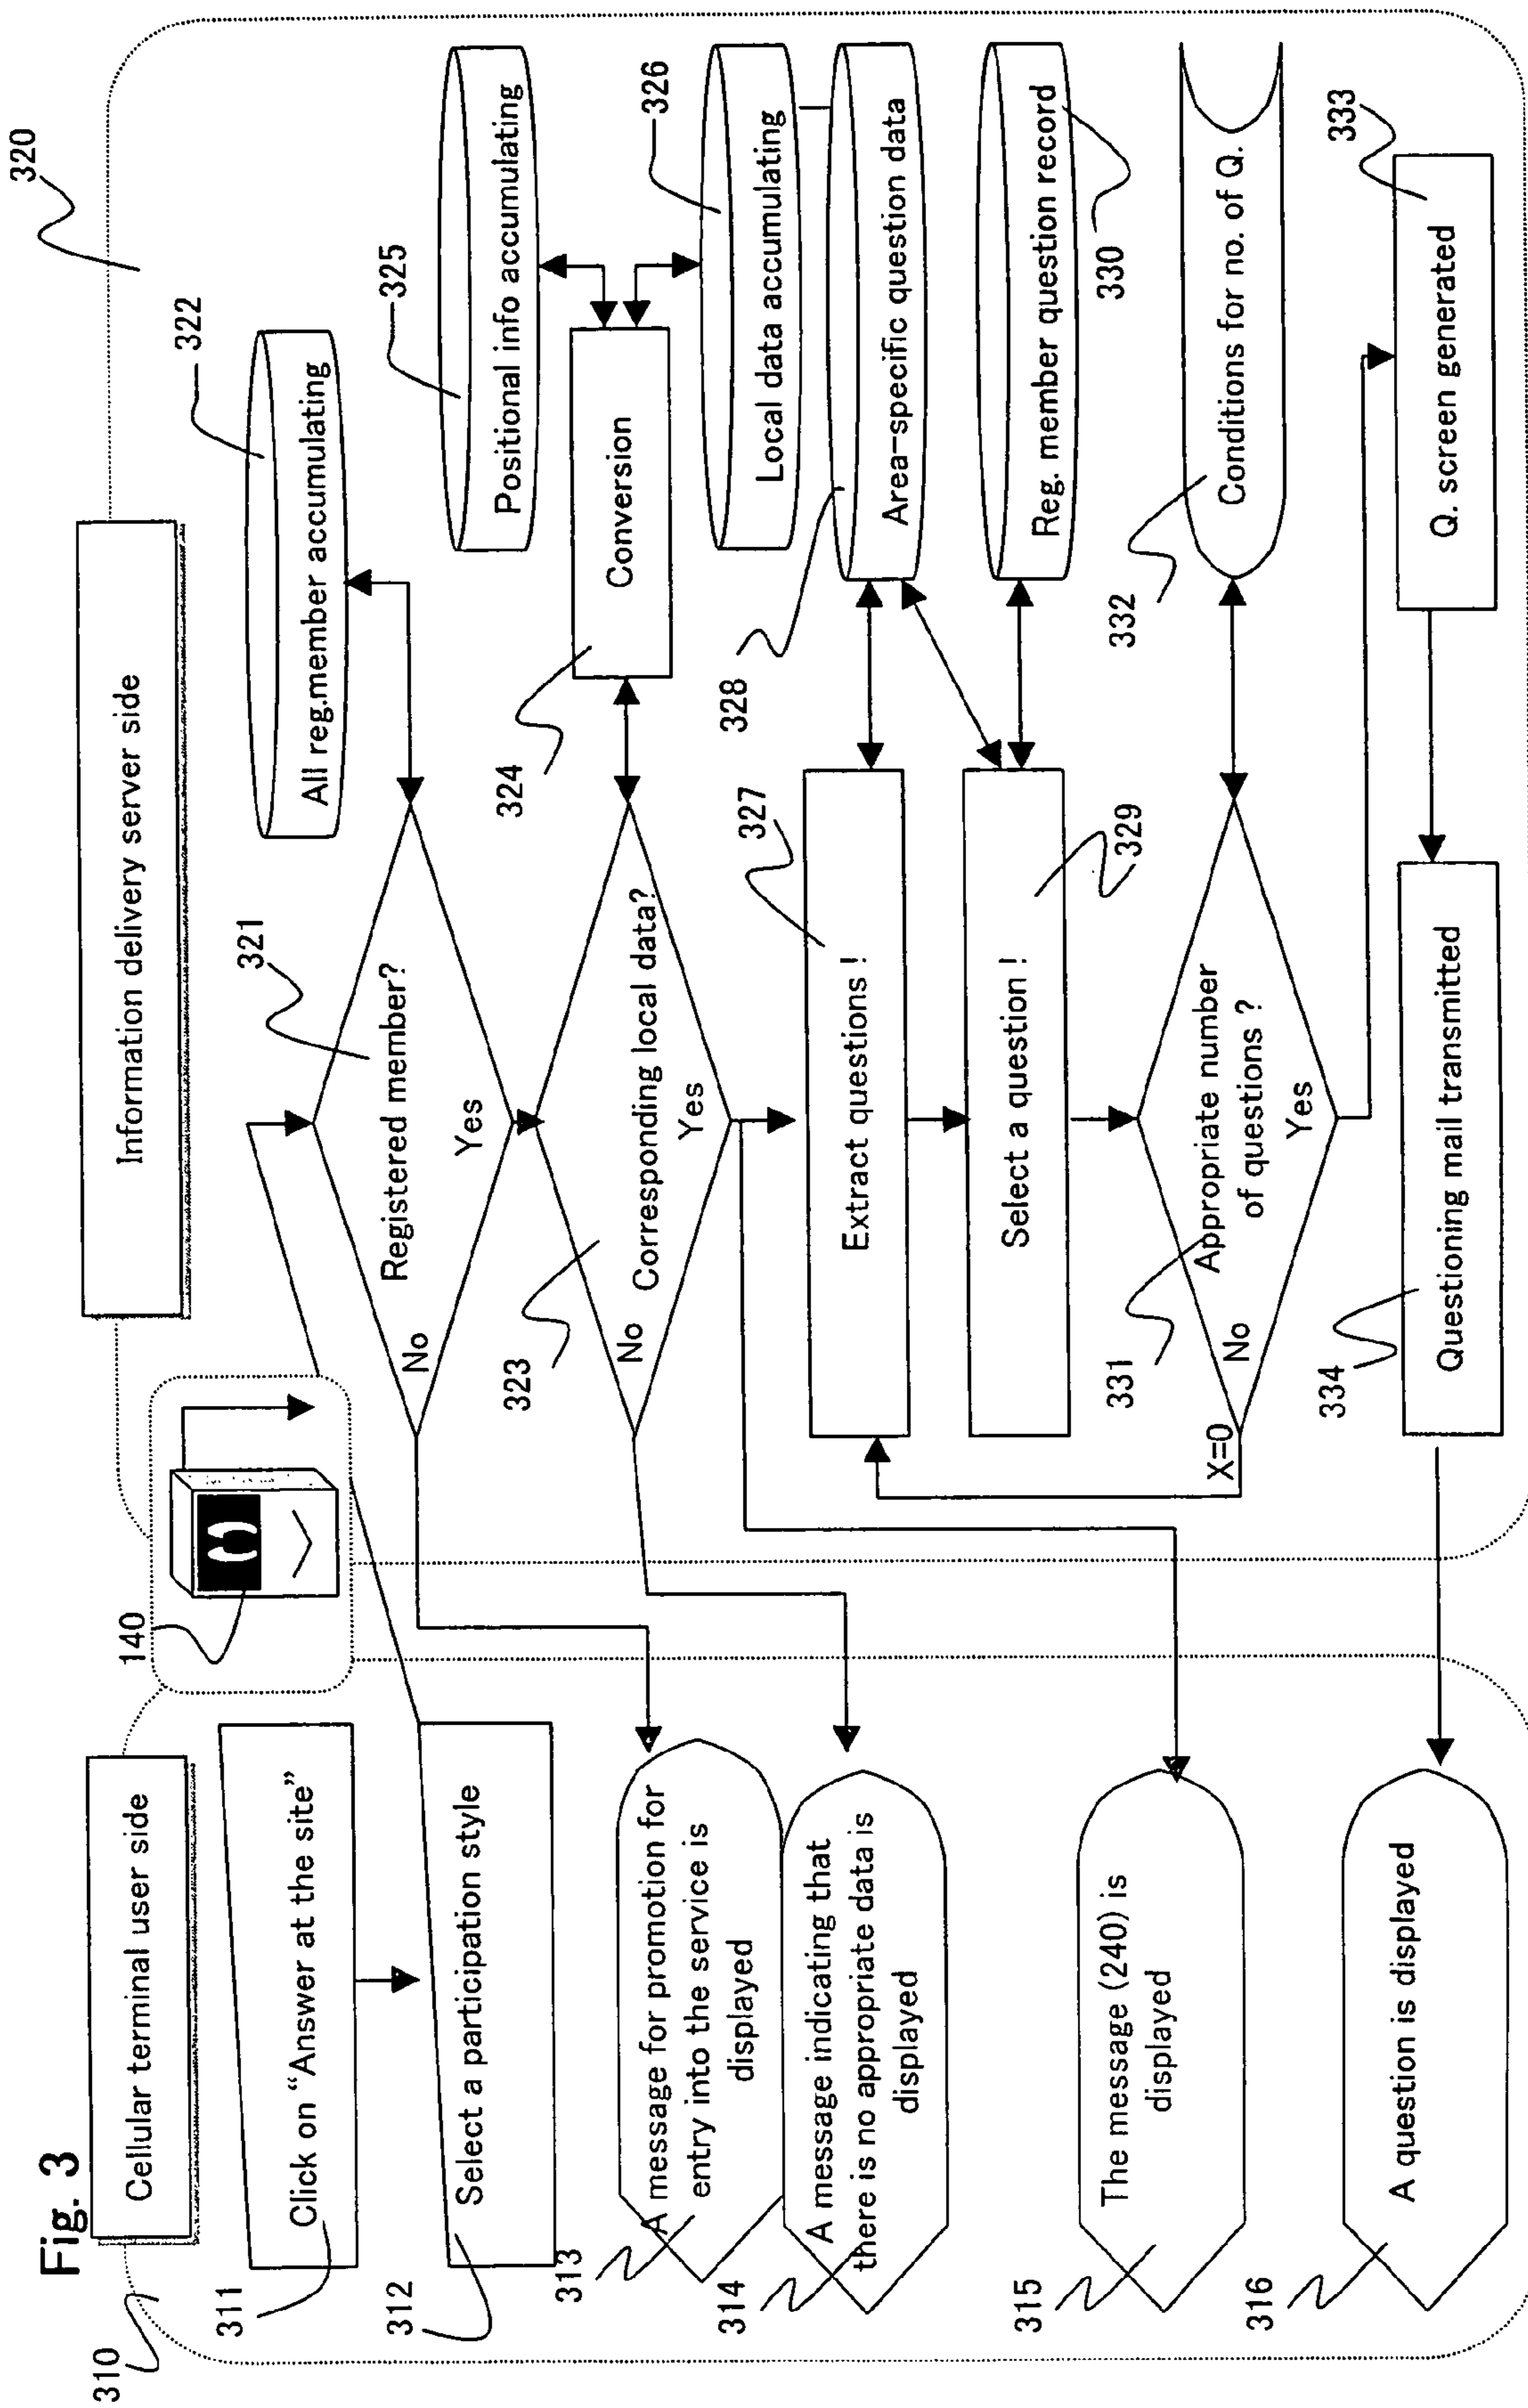 Fig. 3
310
Cellular terminal user side
311
Click on “Answer at the site”
312
Select a participation style
313
A message for promotion for
entry into the service is
displayed
314
A message indicating that
there is no appropriate data is
displayed
315
The message (240) is
displayed
316
A question is displayed
140
320
Information delivery server side
321
Registered member?
No
Yes
322
All reg.member accumulating
323
Corresponding local data?
No
Yes
324
Conversion
325
Positional info accumulating
326
Local data accumulating
327
Extract questions !
328
Area-specific question data
329
Select a question !
330
Reg. member question record
331
Appropriate number
of questions ?
No
Yes
X=0
332
Conditions for no. of Q.
333
Q. screen generated
334
Questioning mail transmitted